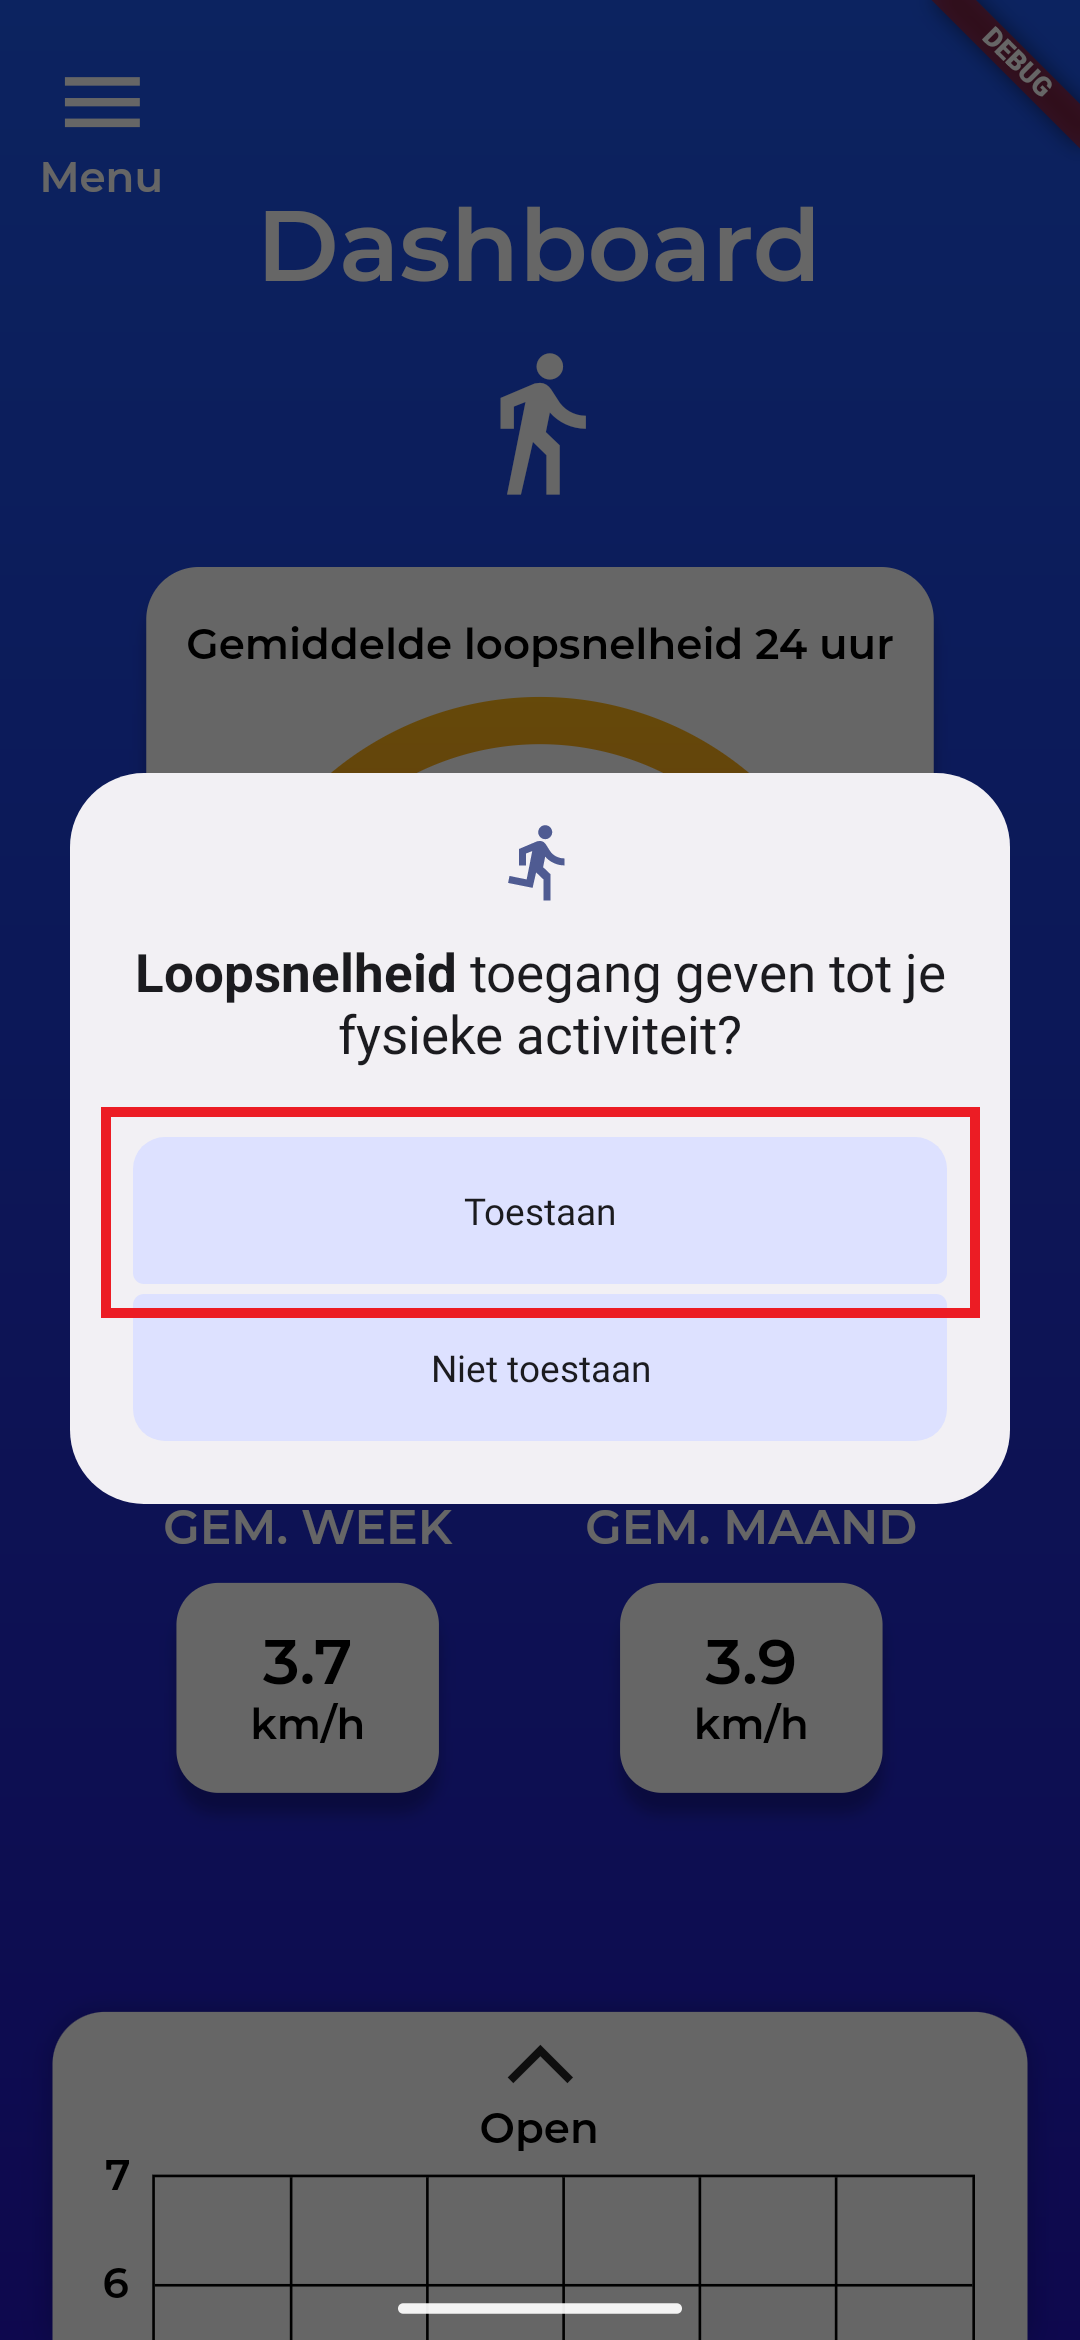 DEBUG
Menu
Dashboard
Gemiddelde loopsnelheid 24 uur
Loopsnelheid toegang geven tot je
fysieke activiteit?
Toestaan
Niet toestaan
GEM. WEEK GEM. MAAND
3.7 3.9
km/h km/h
Open
7
6